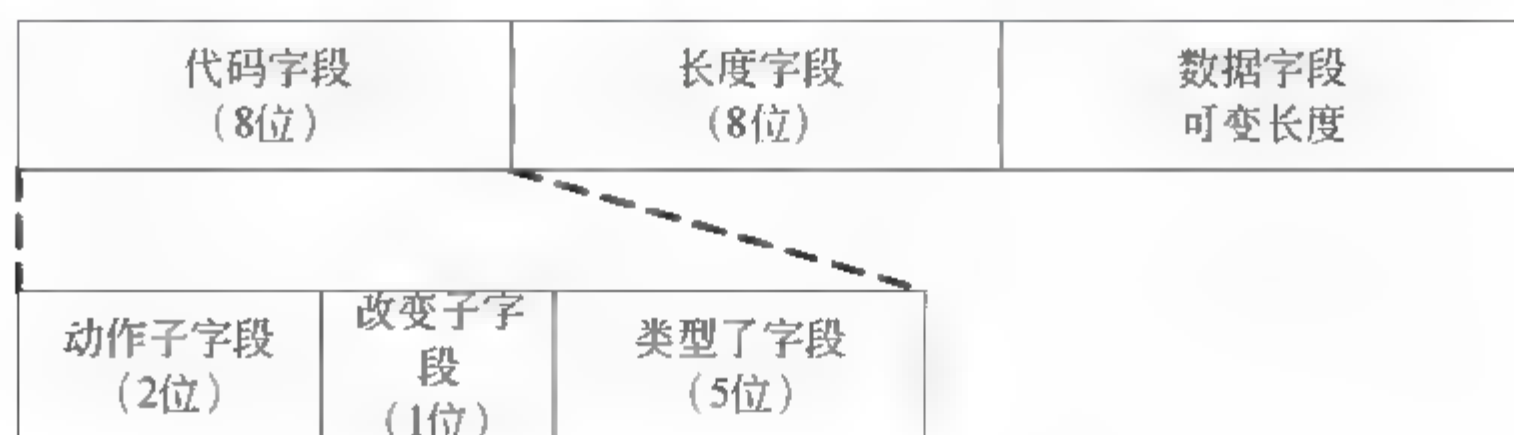 代码字段
（8位）
长度字段
（8位）
数据字段
可变长度
动作子字段
（2位）
改变子字
段
（1位）
类型了字段
（5位）